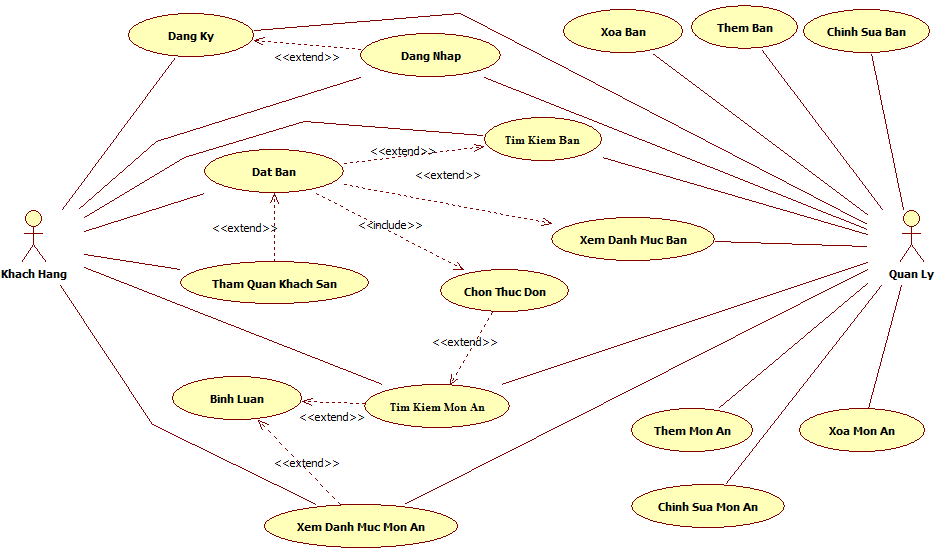 Dang Ky
Xoa Ban
Them Ban
Chinh Sua Ban
<<extend>>
Dang Nhap
Tim Kiem Ban
<<extend>>
Dat Ban
<<extend>>
<<extend>>
<<include>>
Xem Danh Muc Ban
Khach Hang
Quan Ly
Tham Quan Khach San
Chon Thuc Don
<<extend>>
Binh Luan
Tim Kiem Mon An
<<extend>>
Them Mon An
Xoa Mon An
<<extend>>
Chinh Sua Mon An
Xem Danh Muc Mon An